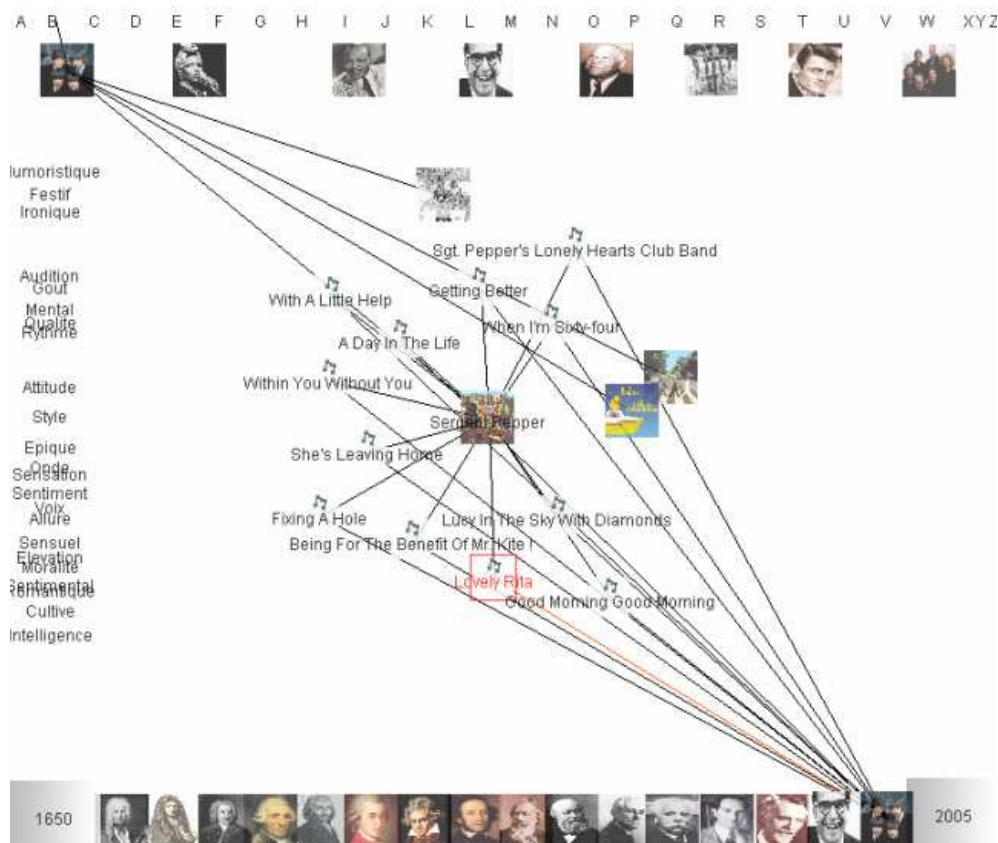 A B C D E F G H I J K L M N O P Q R S T U V W XYZ
umoristique
Festif
Ironique
Sgt. Pepper's Lonely Hearts Club Band
Audition
Gout
Getting Better
With A Little Help
Mental
Qualite
Rythme
When I'm Sixty-four
A Day In The Life
Within You Without You
Attitude
Style
Sergent Pepper
Epique
She's Leaving Home
Onde
Sensation
Sentiment
Voix
Allure
Fixing A Hole
Lucy In The Sky With Diamonds
Sensuel
Being For The Benefit Of Mr. Kite !
Elevation
Moralite
Sentimental
omantique
Lovely Rita
Good Morning Good Morning
Cultive
Intelligence
1650
2005